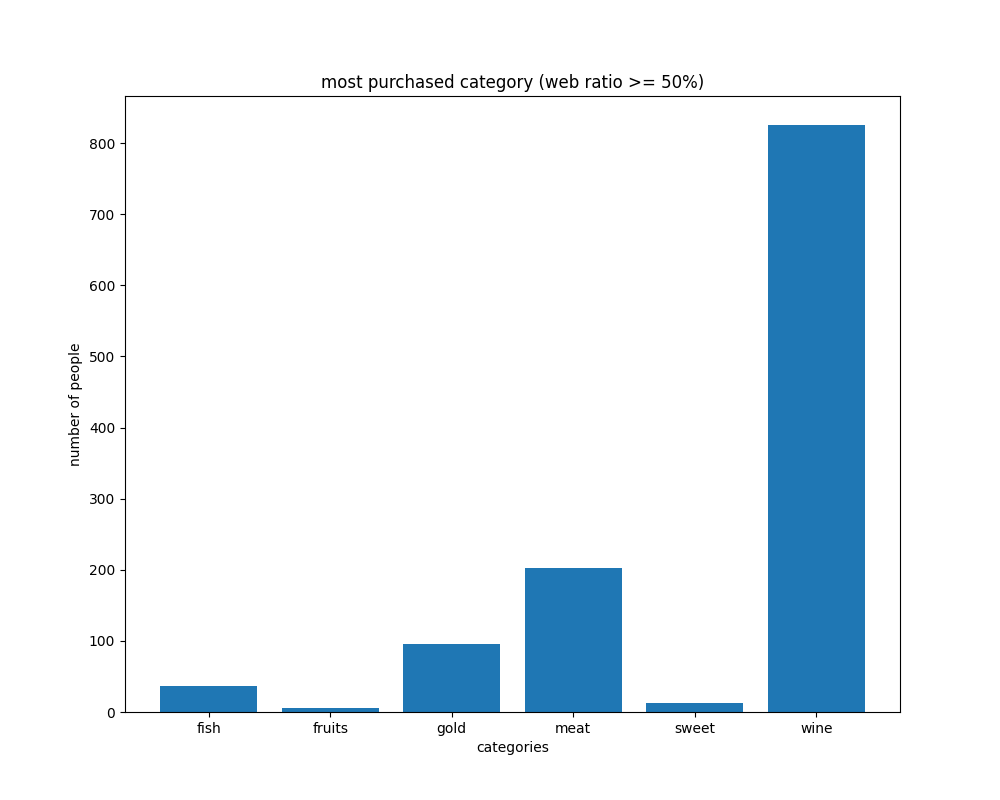 most purchased category (web ratio >= 50%)
800
700
600
500
400
300
200
100
0
number of people
fish fruits gold meat sweet wine
categories